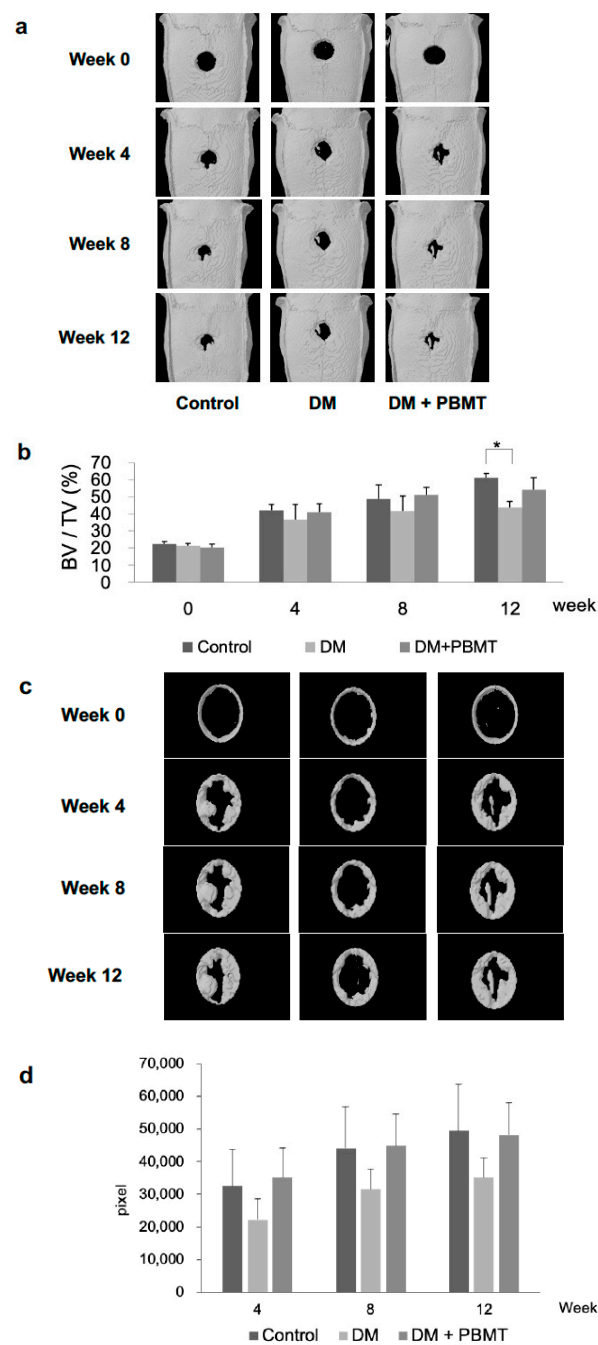 a
Week 0
Week 4
Week 8
Week 12
Control DM DM + PBMT
b
BV / TV (%)
70
60
50
40
30
20
10
0
*
0 4 8 12 week
Control DM DM+PBMT
c
Week 0
Week 4
Week 8
Week 12
d
pixel
70,000
60,000
50,000
40,000
30,000
20,000
10,000
0
4 8 12 Week
Control DM DM + PBMT